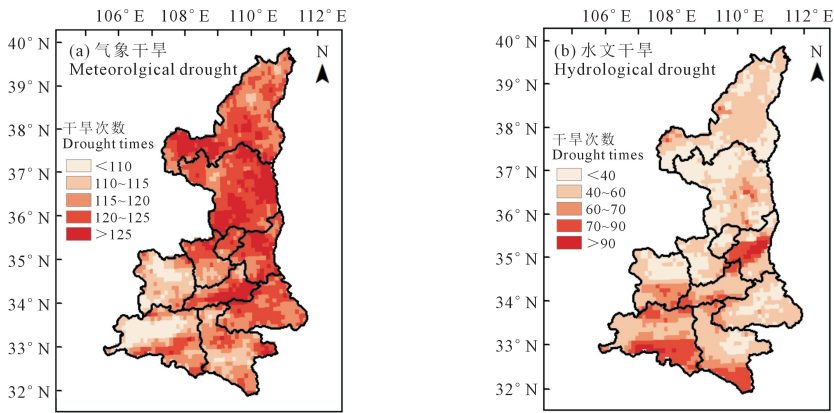 106° E 108° E 110° E 112° E
40° N
39° N
38° N
37° N
36° N
35° N
34° N
33° N
32° N
(a) 气象干旱
Meteorolgical drought
N
干旱次数
Drought times
<110
110~115
115~120
120~125
>125
106° E 108° E 110° E 112° E
40° N
39° N
38° N
37° N
36° N
35° N
34° N
33° N
32° N
(b) 水文干旱
Hydrological drought
N
干旱次数
Drought times
<40
40~60
60~70
70~90
>90